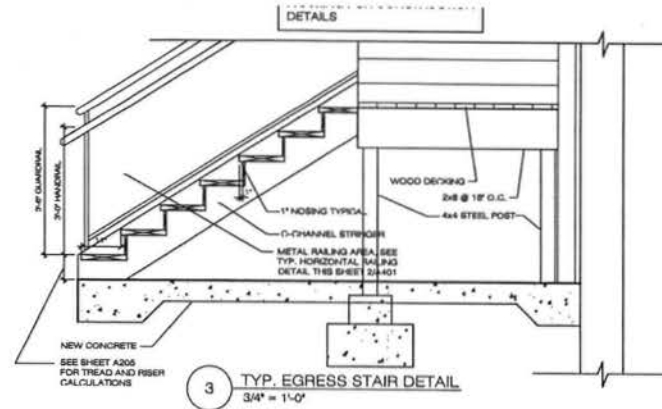 DETAILS
3'-6" GUARDRAIL
3'-0" HANDRAIL
WOOD DECKING
2x8 @ 16" O.C.
4x4 STEEL POST
1"
1" NOSING TYPICAL
C-CHANNEL STRINGER
METAL RAILING AREA, SEE
TYP. HORIZONTAL RAILING
DETAIL THIS SHEET 2/A401
NEW CONCRETE
SEE SHEET A205
FOR TREAD AND RISER
CALCULATIONS
3
TYP. EGRESS STAIR DETAIL
3/4" = 1'-0"